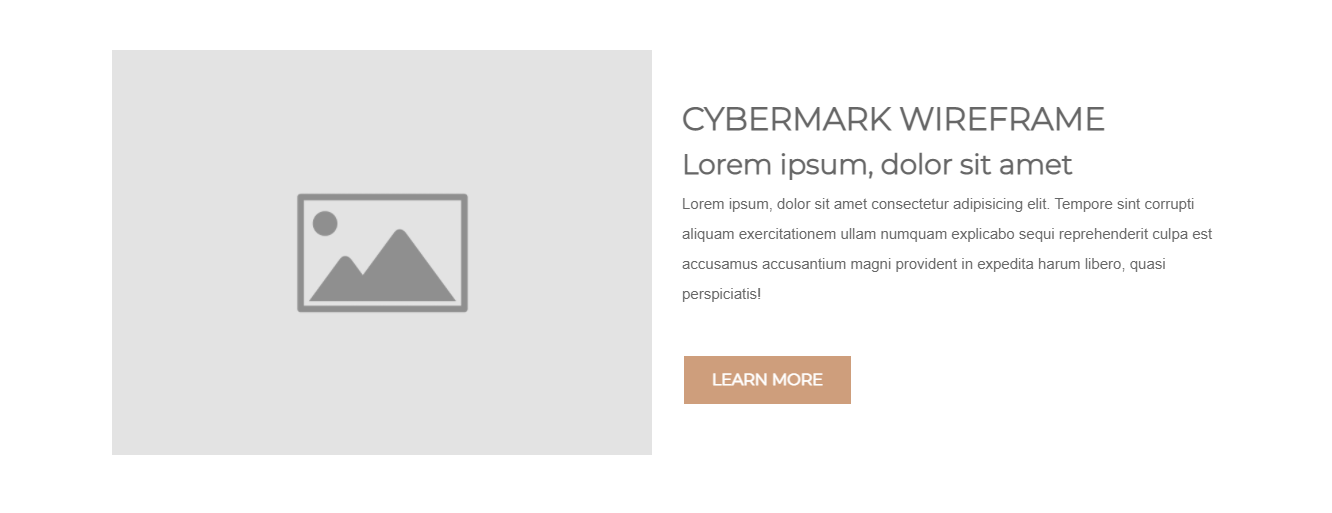 CYBERMARK WIREFRAME
Lorem ipsum, dolor sit amet
Lorem ipsum, dolor sit amet consectetur adipisicing elit. Tempore sint corrupti
aliquam exercitationem ullam numquam explicabo sequi reprehenderit culpa est
accusamus accusantium magni provident in expedita harum libero, quasi
perspiciatis!
LEARN MORE